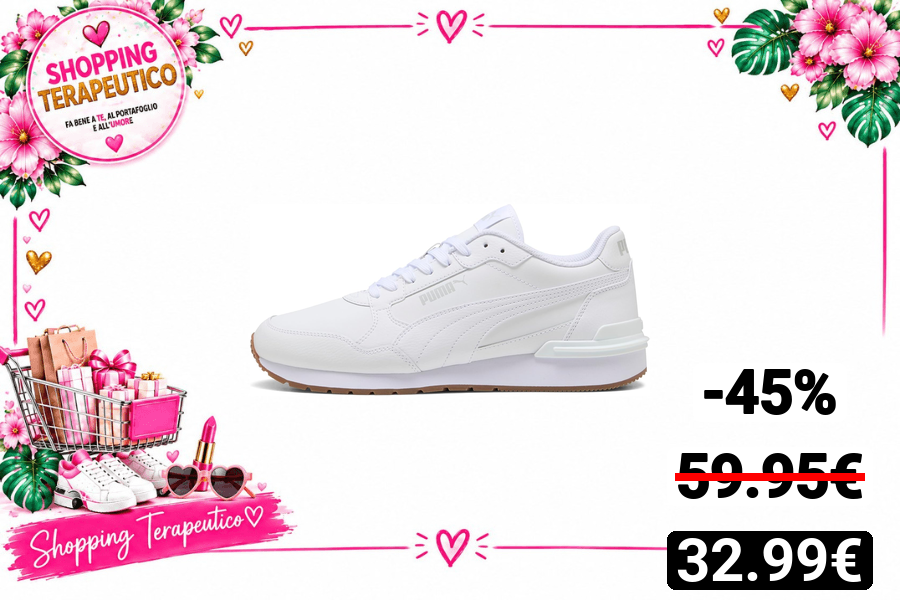 SHOPPING
TERAPEUTICO
FA BENE A TE, AL PORTAFOGLIO
E ALL'UMORE
PUMA
-45%
59.95€
32.99€
Shopping Terapeutico